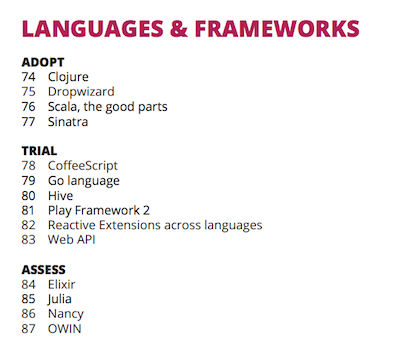 LANGUAGES & FRAMEWORKS
ADOPT
74 Clojure
75 Dropwizard
76 Scala, the good parts
77 Sinatra
TRIAL
78 CoffeeScript
79 Go language
80 Hive
81 Play Framework 2
82 Reactive Extensions across languages
83 Web API
ASSESS
84 Elixir
85 Julia
86 Nancy
87 OWIN